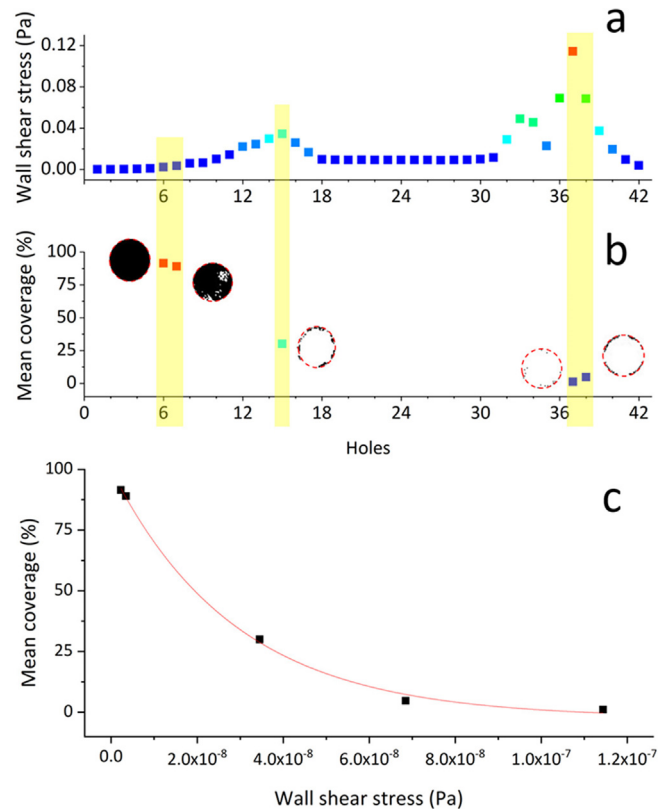 a
Wall shear stress (Pa)
0.12
0.08
0.04
0.00
6 12 18 24 30 36 42
b
Mean coverage (%)
100
75
50
25
0
0 6 12 18 24 30 36 42
Holes
c
Mean coverage (%)
100
75
50
25
0
0.0 2.0x10⁻⁸ 4.0x10⁻⁸ 6.0x10⁻⁸ 8.0x10⁻⁸ 1.0x10⁻⁷ 1.2x10⁻⁷
Wall shear stress (Pa)